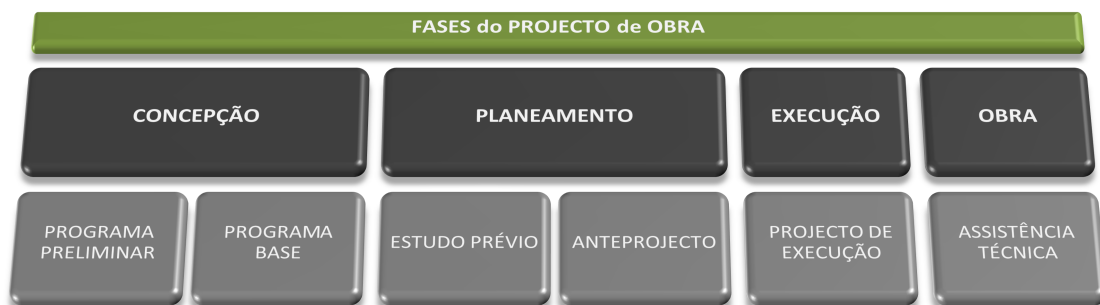 FASES do PROJECTO de OBRA
CONCEPÇÃO
PLANEAMENTO
EXECUÇÃO
OBRA
PROGRAMA
PRELIMINAR
PROGRAMA
BASE
ESTUDO PRÉVIO
ANTEPROJECTO
PROJECTO DE
EXECUÇÃO
ASSISTÊNCIA
TÉCNICA